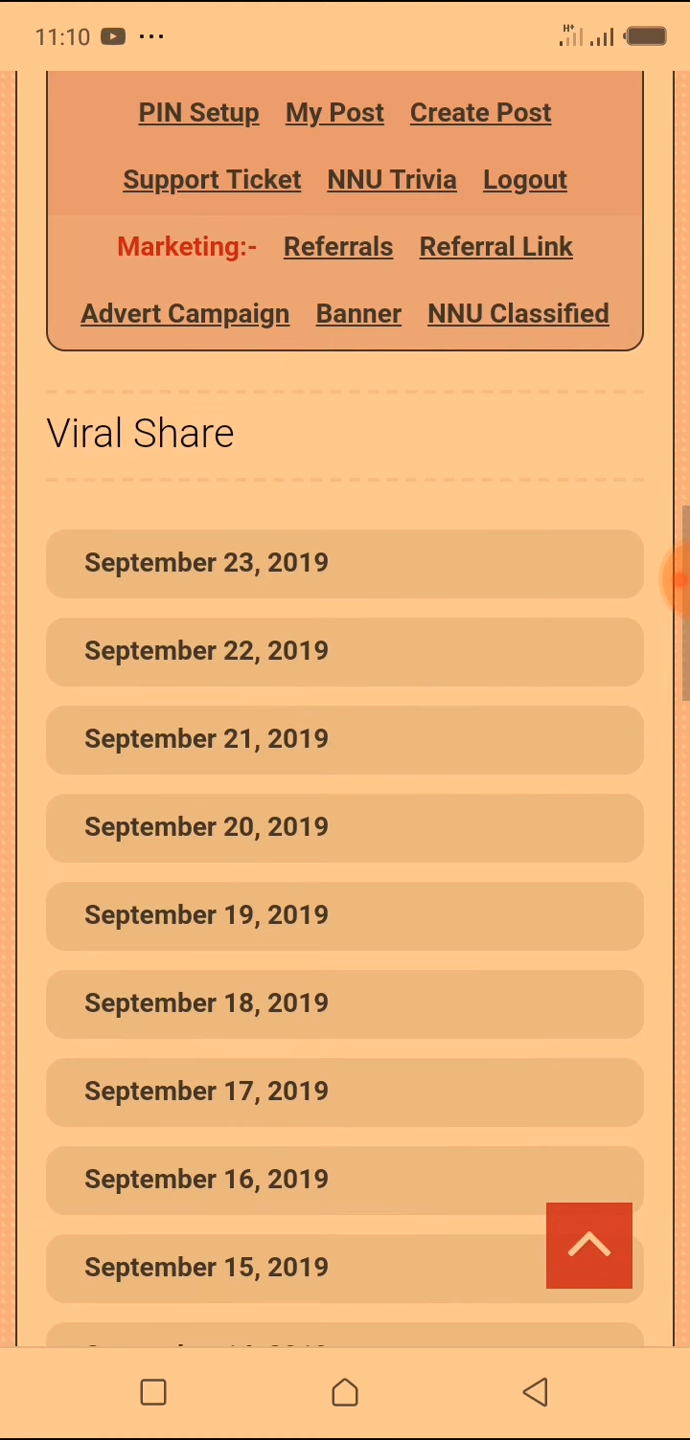 11:10
H+
PIN Setup My Post Create Post
Support Ticket NNU Trivia Logout
Marketing:- Referrals Referral Link
Advert Campaign Banner NNU Classified
Viral Share
September 23, 2019
September 22, 2019
September 21, 2019
September 20, 2019
September 19, 2019
September 18, 2019
September 17, 2019
September 16, 2019
September 15, 2019